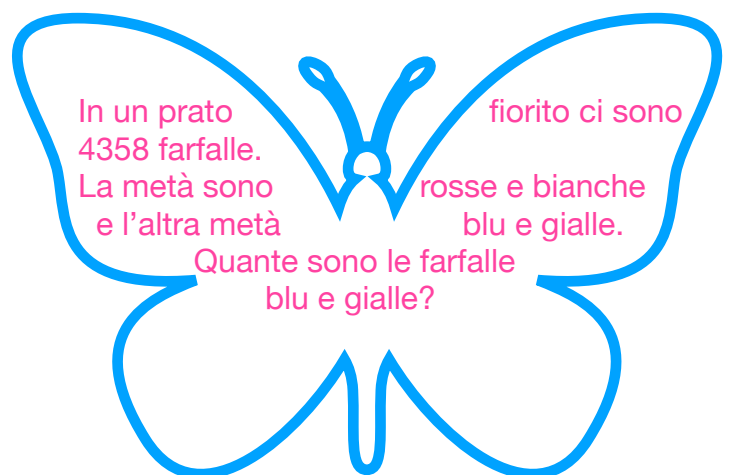 In un prato fiorito ci sono
4358 farfalle.
La metà sono rosse e bianche
e l’altra metà blu e gialle.
Quante sono le farfalle
blu e gialle?